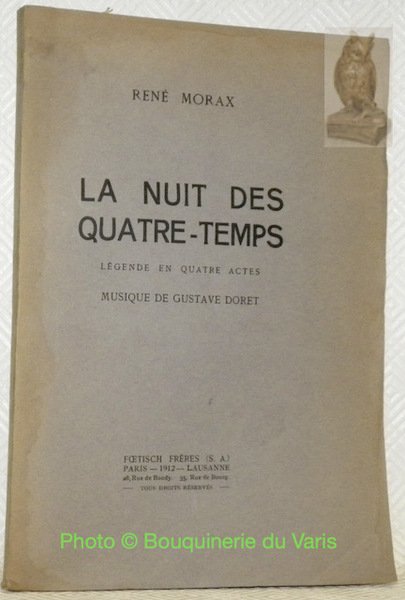 RENÉ MORAX
LA NUIT DES
QUATRE-TEMPS
LÉGENDE EN QUATRE ACTES
MUSIQUE DE GUSTAVE DORET
FŒTISCH FRÈRES (S. A.)
PARIS — 1912 — LAUSANNE
28, Rue de Bondy. 35, Rue de Bourg.
— TOUS DROITS RÉSERVÉS —
Photo © Bouquinerie du Varis